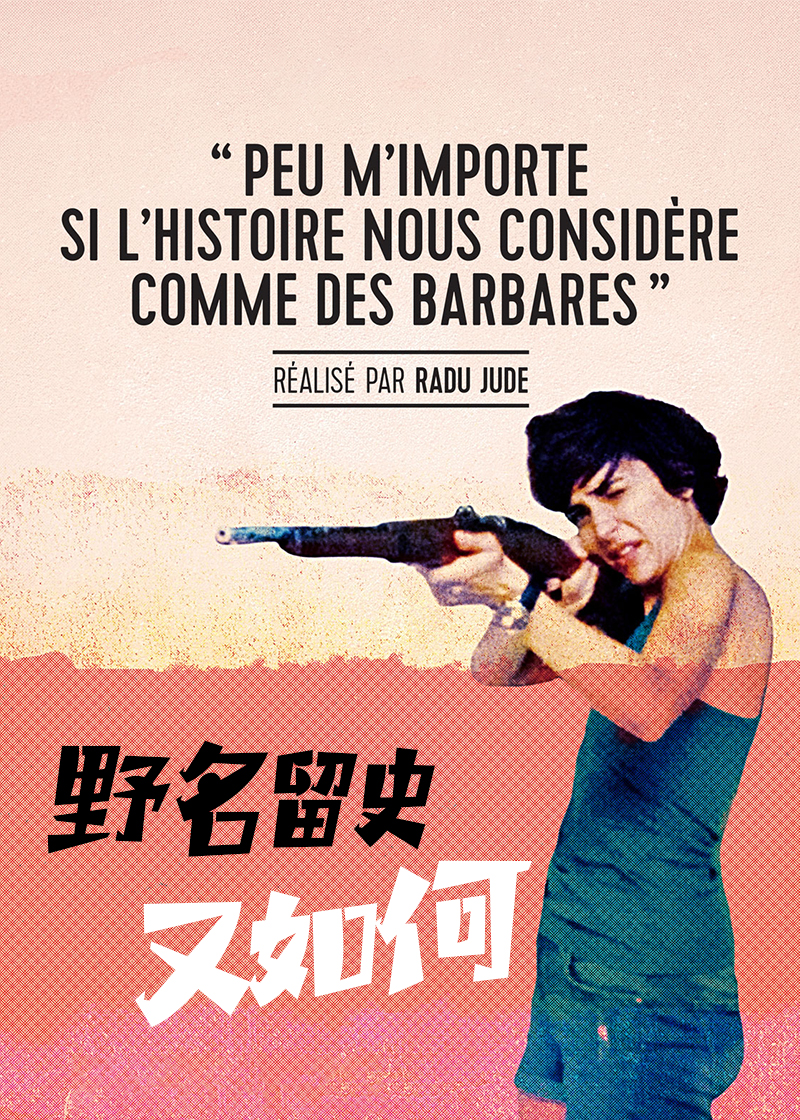 “ PEU M’IMPORTE
SI L’HISTOIRE NOUS CONSIDÈRE
COMME DES BARBARES ”
RÉALISÉ PAR RADU JUDE
野名留史
又如何